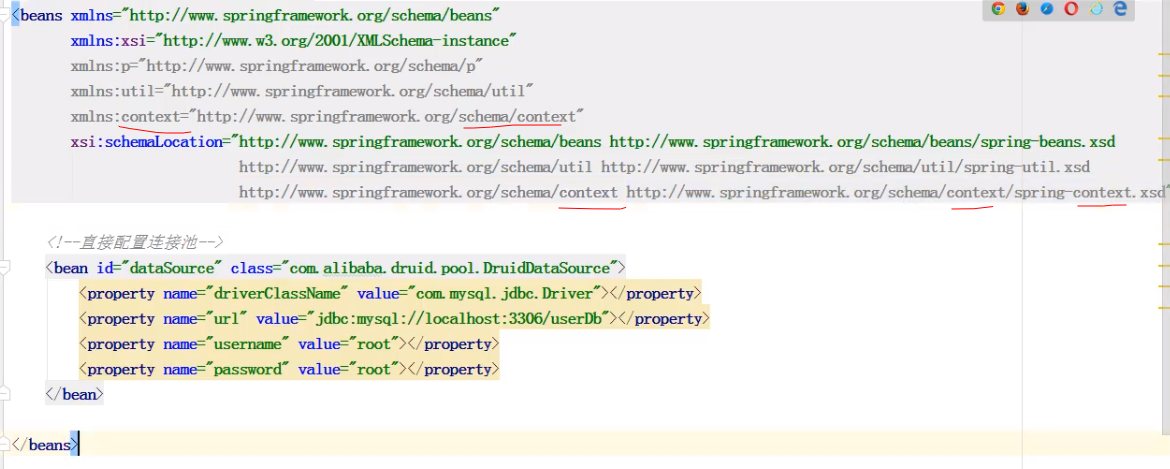 <beans xmlns="http://www.springframework.org/schema/beans"
xmlns:xsi="http://www.w3.org/2001/XMLSchema-instance"
xmlns:p="http://www.springframework.org/schema/p"
xmlns:util="http://www.springframework.org/schema/util"
xmlns:context="http://www.springframework.org/schema/context"
xsi:schemaLocation="http://www.springframework.org/schema/beans http://www.springframework.org/schema/beans/spring-beans.xsd
http://www.springframework.org/schema/util http://www.springframework.org/schema/util/spring-util.xsd
http://www.springframework.org/schema/context http://www.springframework.org/schema/context/spring-context.xsd"
<!--直接配置连接池-->
<bean id="dataSource" class="com.alibaba.druid.pool.DruidDataSource">
<property name="driverClassName" value="com.mysql.jdbc.Driver"></property>
<property name="url" value="jdbc:mysql://localhost:3306/userDb"></property>
<property name="username" value="root"></property>
<property name="password" value="root"></property>
</bean>
</beans>